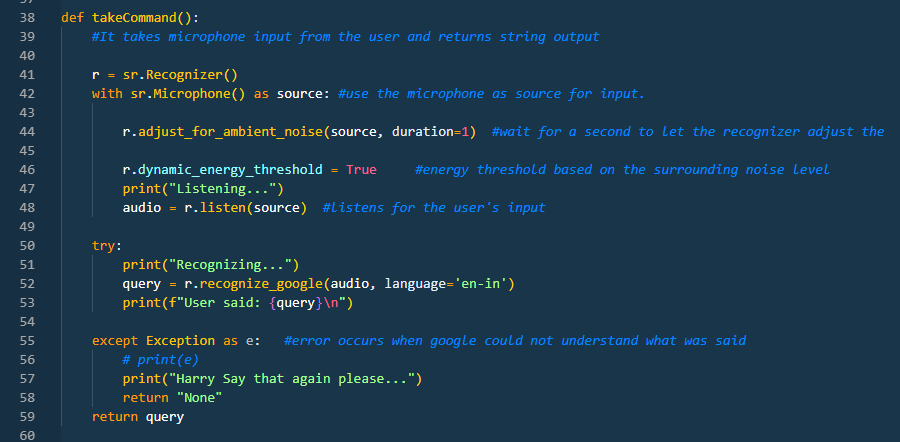 38 def takeCommand():
39 #It takes microphone input from the user and returns string output
40
41 r = sr.Recognizer()
42 with sr.Microphone() as source: #use the microphone as source for input.
43
44 r.adjust_for_ambient_noise(source, duration=1) #wait for a second to let the recognizer adjust the
45
46 r.dynamic_energy_threshold = True #energy threshold based on the surrounding noise level
47 print("Listening...")
48 audio = r.listen(source) #listens for the user's input
49
50 try:
51 print("Recognizing...")
52 query = r.recognize_google(audio, language='en-in')
53 print(f"User said: {query}\n")
54
55 except Exception as e: #error occurs when google could not understand what was said
56 # print(e)
57 print("Harry Say that again please...")
58 return "None"
59 return query
60